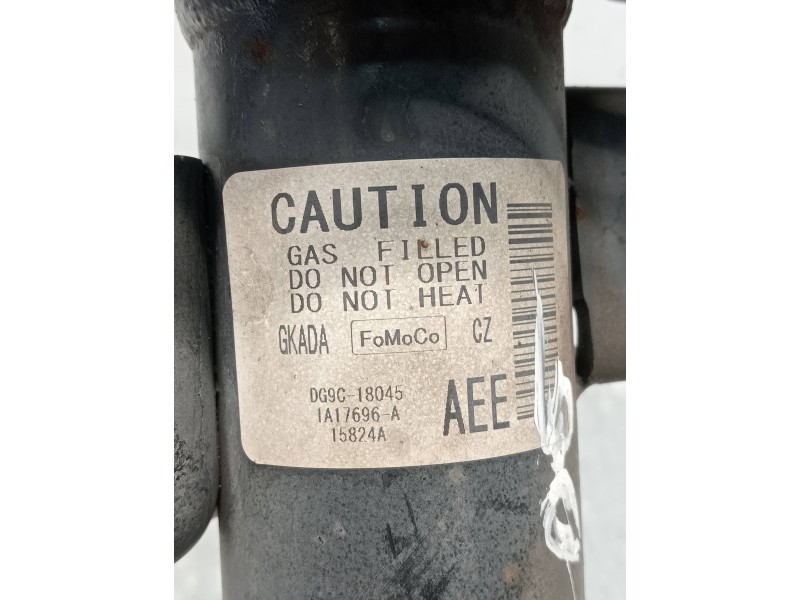 CAUTION
GAS FILLED
DO NOT OPEN
DO NOT HEAT
GKADA FoMoCo CZ
DG9C-18045 AEE
1A17696-A
15824A